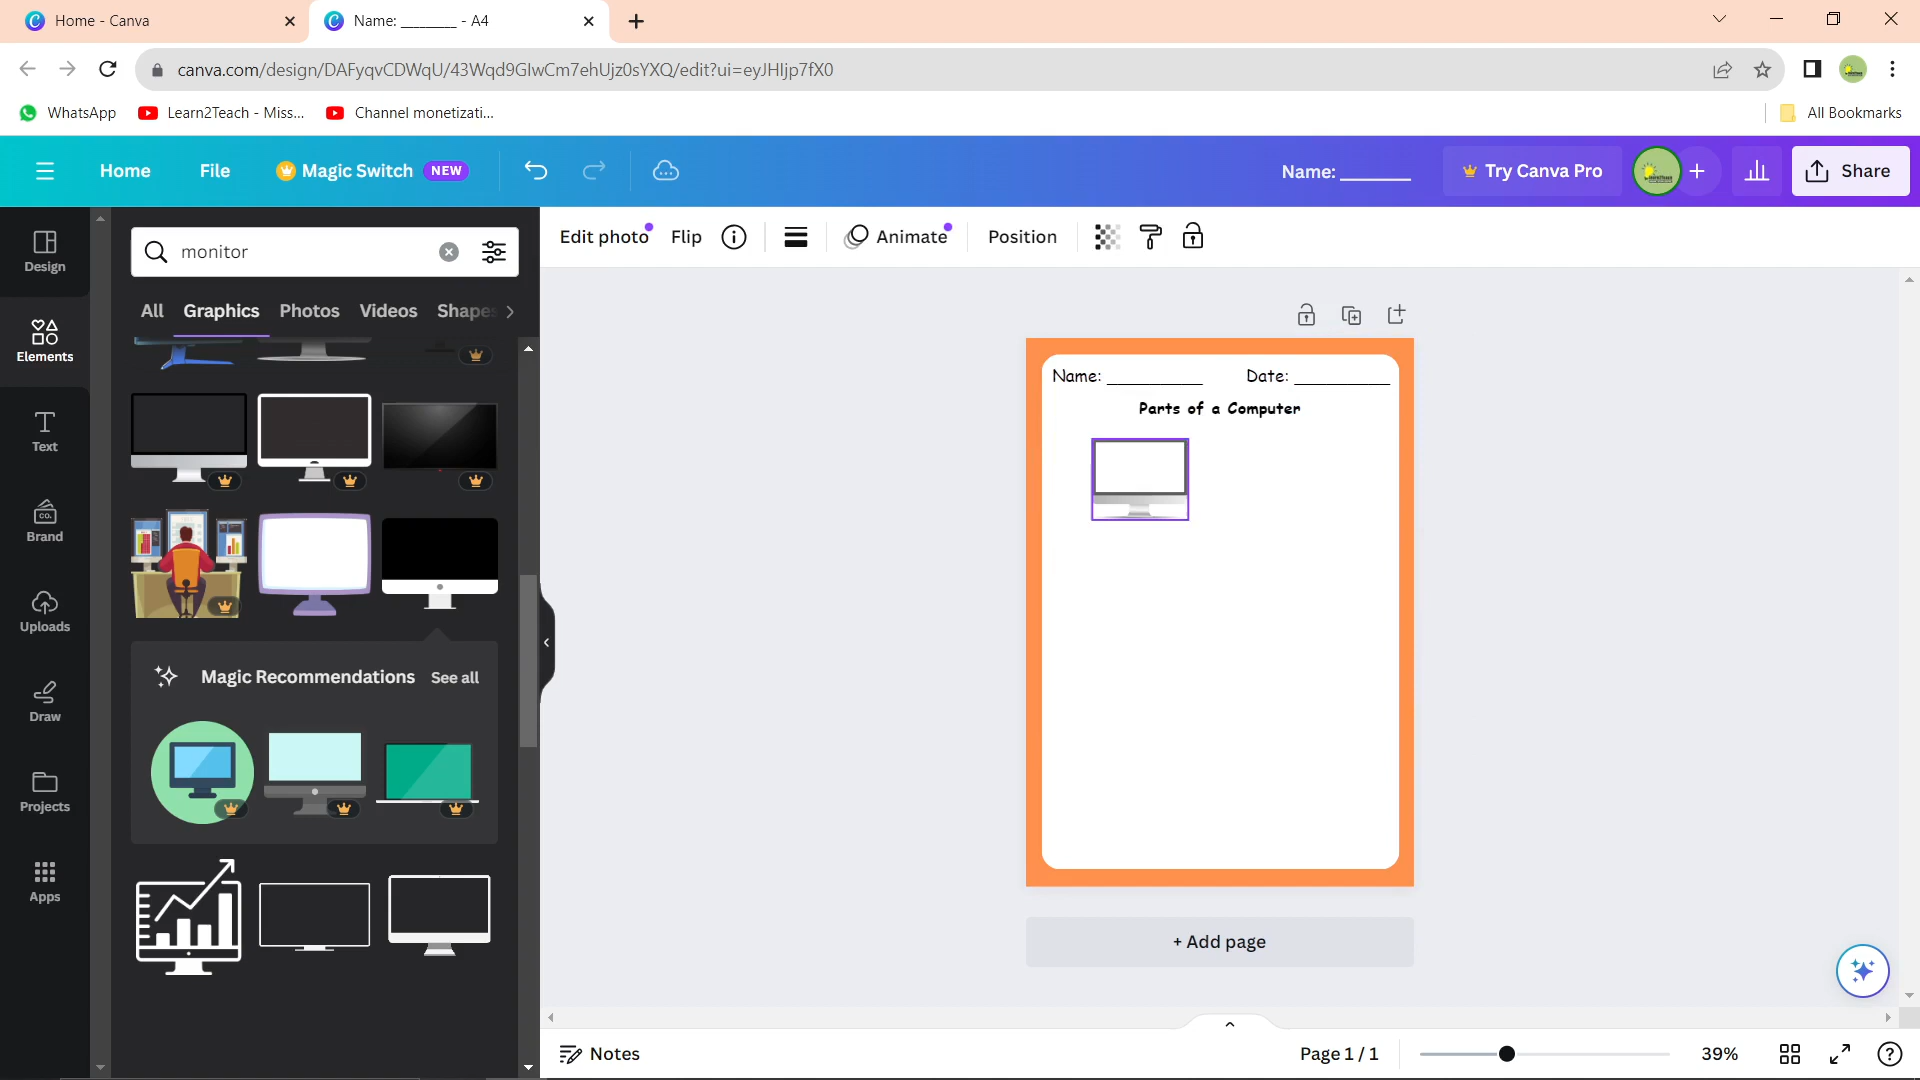 Home - Canva
Name: ________ - A4
canva.com/design/DAFyqvCDWqU/43Wqd9GlwCm7ehUjz0sYXQ/edit?ui=eyJHIjp7fX0
WhatsApp
Learn2Teach - Miss...
Channel monetizati...
All Bookmarks
Home
File
Magic Switch
NEW
Name: ________
Try Canva Pro
Share
Design
Elements
Text
Brand
Uploads
Draw
Projects
Apps
monitor
All
Graphics
Photos
Videos
Shapes
Magic Recommendations
See all
Edit photo
Flip
Animate
Position
Name: __________ Date: __________
Parts of a Computer
+ Add page
Notes
Page 1 / 1
39%